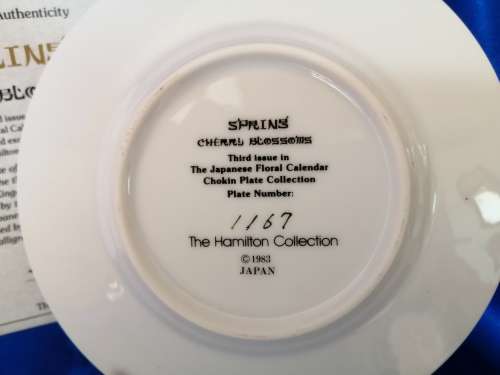 Authenticity
SPRING
CHERRY BLOSSOMS
Third issue in
The Japanese Floral Calendar
Chokin Plate Collection
Plate Number:
1167
The Hamilton Collection
© 1983
JAPAN